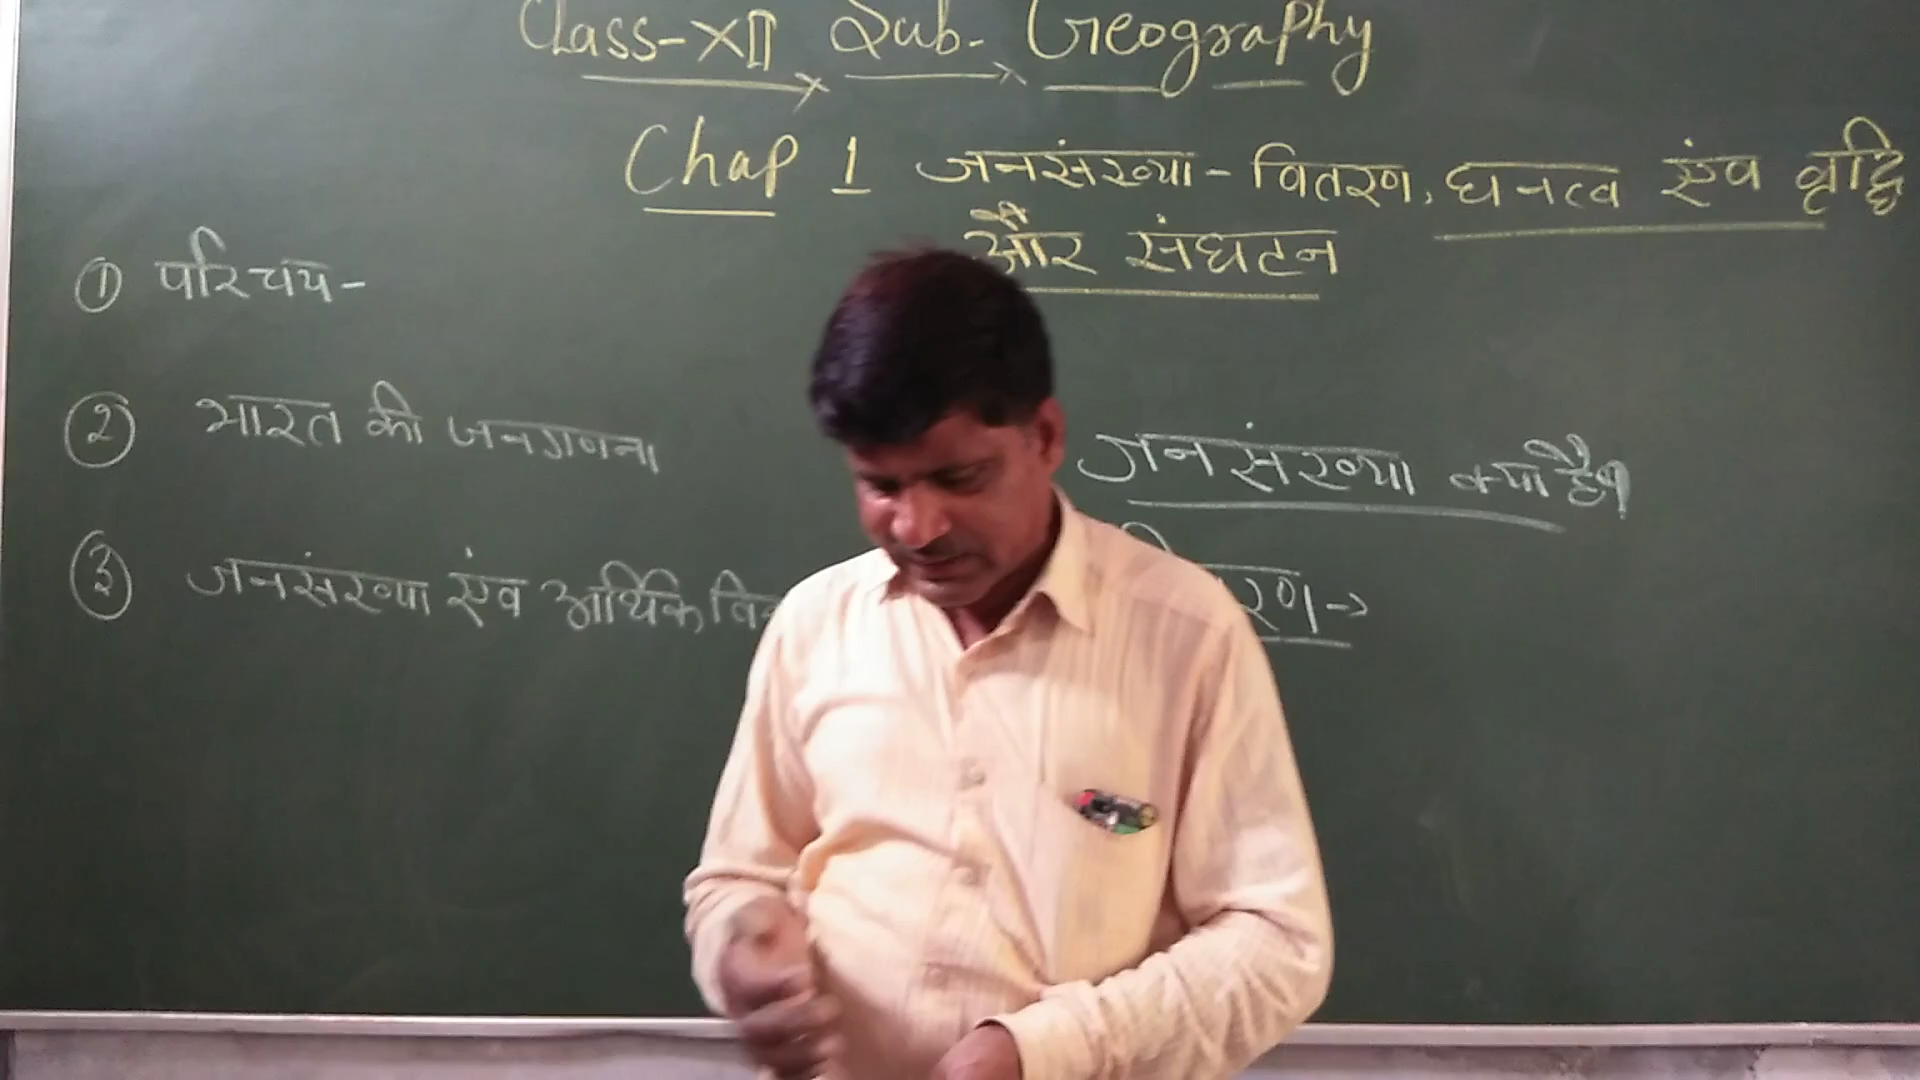 Class-XII Sub- Geography
Chap 1 जनसंख्या - वितरण, घनत्व एंव वृद्धि
और संघटन
① परिचय -
② भारत की जनगणना
③ जनसंख्या एंव आर्थिक
जनसंख्या क्या है?